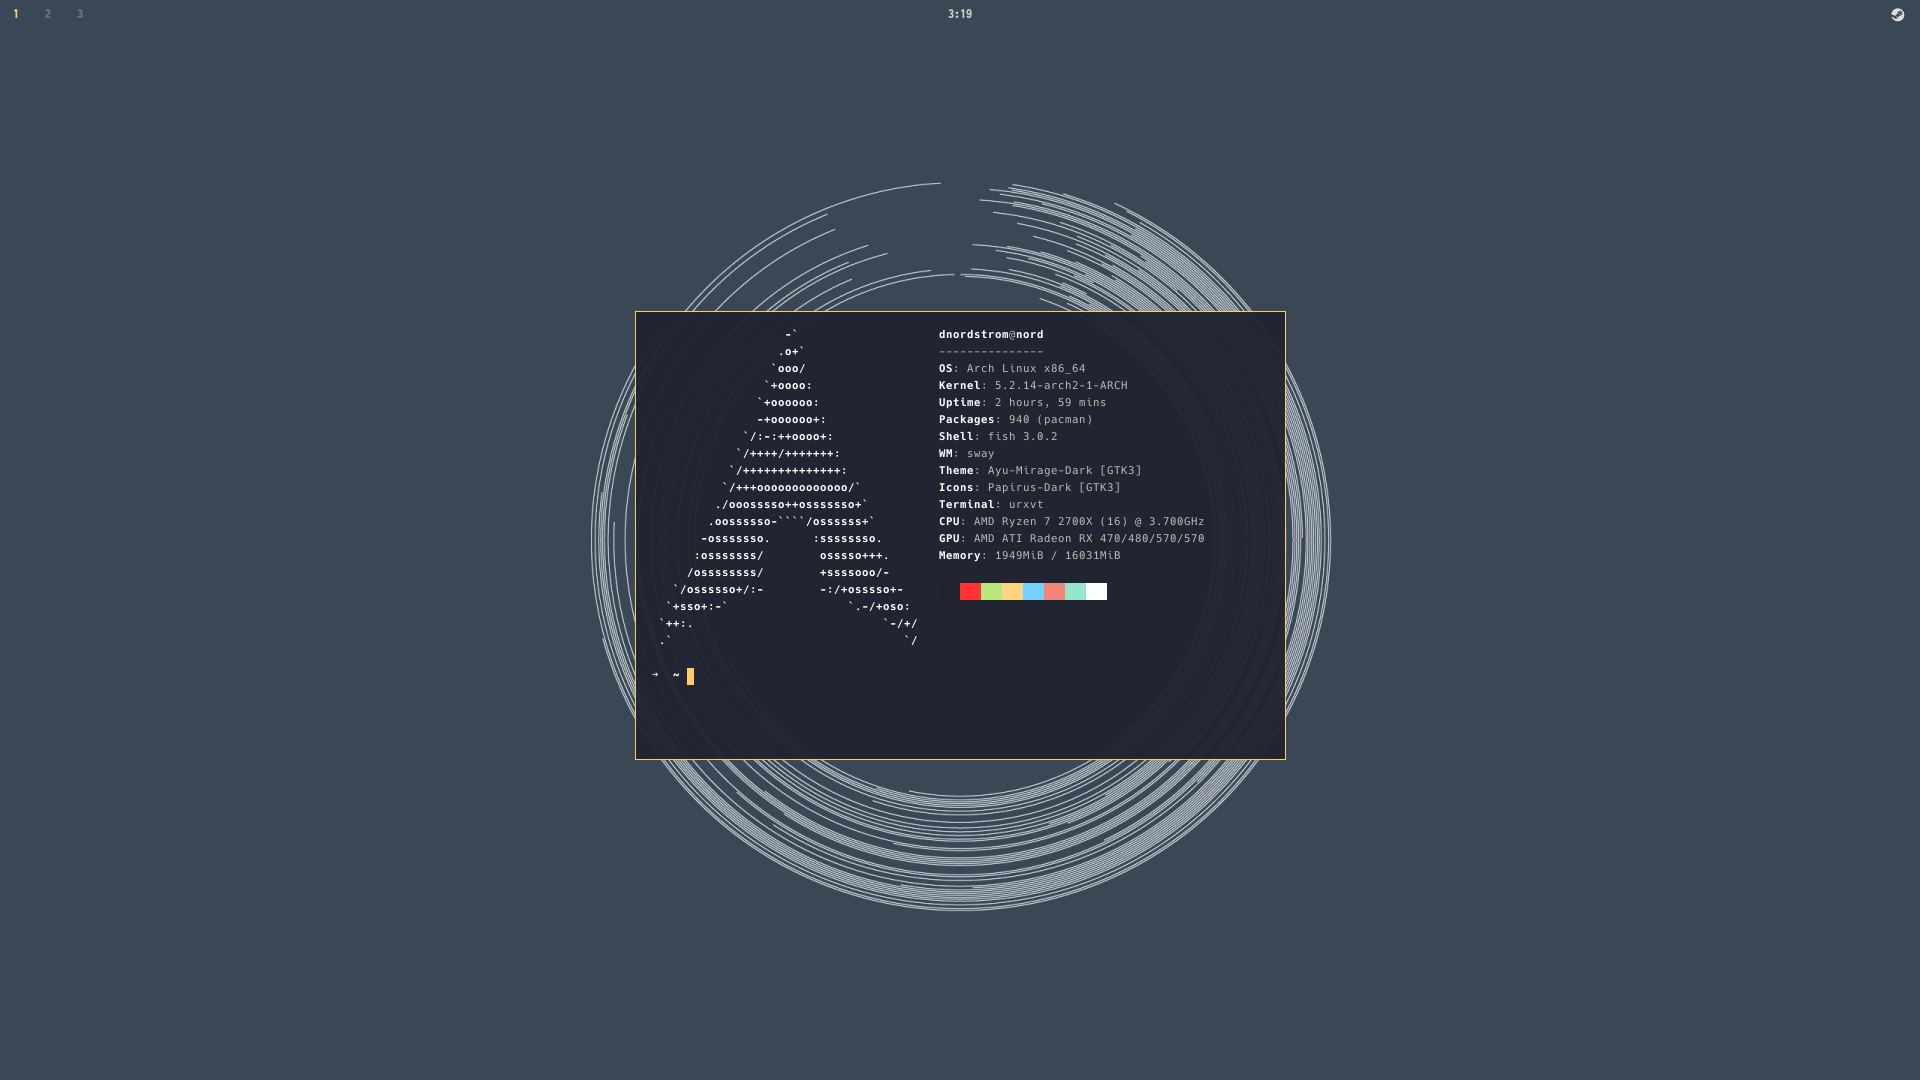 1 2 3 3:19
-`
.o+`
`ooo/
`+oooo:
`+oooooo:
-+oooooo+:
`/:-:++oooo+:
`/++++/+++++++:
`/++++++++++++++:
`/+++ooooooooooooo/`
./ooosssso++osssssso+`
.oossssso-````/ossssss+`
-osssssso. :ssssssso.
:osssssss/ osssso+++.
/ossssssss/ +ssssooo/-
`/ossssso+/:- -:/+osssso+-
`+sso+:-` `.-/+oso:
`++:. `-/+/
.` `/
dnordstrom@nord
---------------
OS: Arch Linux x86_64
Kernel: 5.2.14-arch2-1-ARCH
Uptime: 2 hours, 59 mins
Packages: 940 (pacman)
Shell: fish 3.0.2
WM: sway
Theme: Ayu-Mirage-Dark [GTK3]
Icons: Papirus-Dark [GTK3]
Terminal: urxvt
CPU: AMD Ryzen 7 2700X (16) @ 3.700GHz
GPU: AMD ATI Radeon RX 470/480/570/570
Memory: 1949MiB / 16031MiB
➜ ~